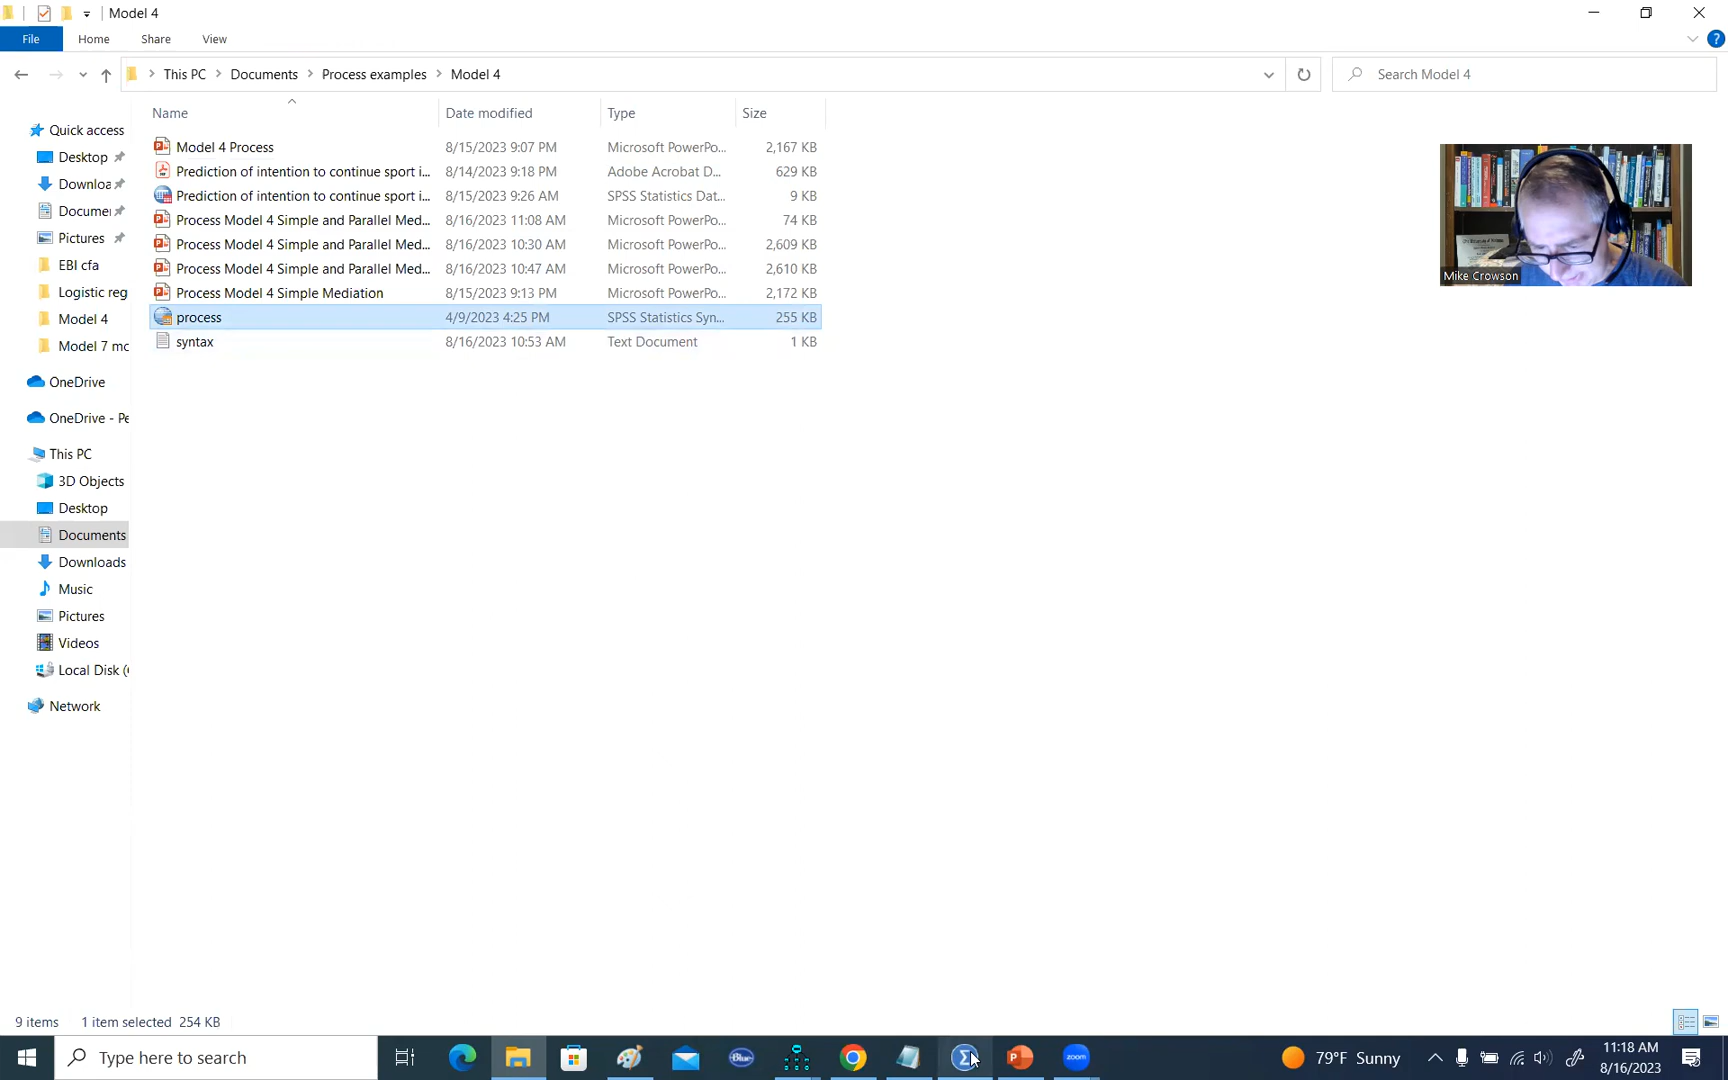 Model 4
File Home Share View
This PC Documents Process examples Model 4
Search Model 4
Name Date modified Type Size
Model 4 Process 8/15/2023 9:07 PM Microsoft PowerPo... 2,167 KB
Prediction of intention to continue sport i... 8/14/2023 9:18 PM Adobe Acrobat D... 629 KB
Prediction of intention to continue sport i... 8/15/2023 9:26 AM SPSS Statistics Dat... 9 KB
Process Model 4 Simple and Parallel Med... 8/16/2023 11:08 AM Microsoft PowerPo... 74 KB
Process Model 4 Simple and Parallel Med... 8/16/2023 10:30 AM Microsoft PowerPo... 2,609 KB
Process Model 4 Simple and Parallel Med... 8/16/2023 10:47 AM Microsoft PowerPo... 2,610 KB
Process Model 4 Simple Mediation 8/15/2023 9:13 PM Microsoft PowerPo... 2,172 KB
process 4/9/2023 4:25 PM SPSS Statistics Syn... 255 KB
syntax 8/16/2023 10:53 AM Text Document 1 KB
Quick access
Desktop
Downloa
Documer
Pictures
EBI cfa
Logistic reg
Model 4
Model 7 mc
OneDrive
OneDrive - Pe
This PC
3D Objects
Desktop
Documents
Downloads
Music
Pictures
Videos
Local Disk (
Network
Mike Crowson
9 items 1 item selected 254 KB
Type here to search
Blue
zoom
79°F Sunny
11:18 AM
8/16/2023